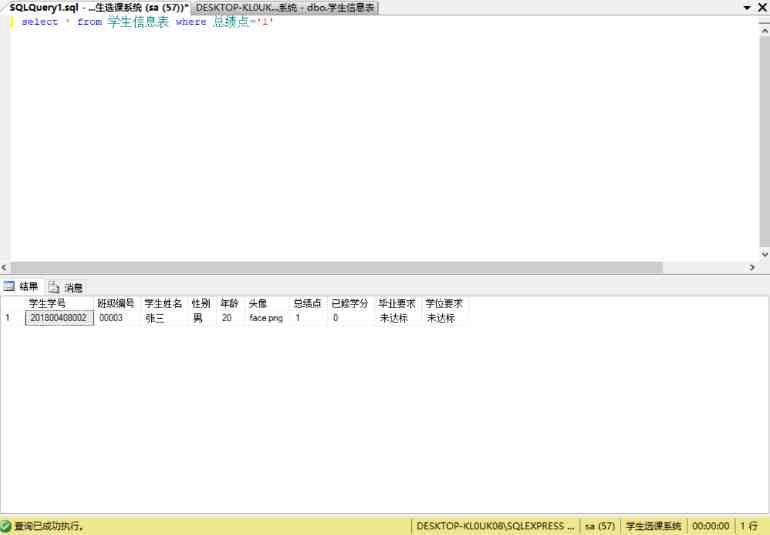 SQLQuery1.sql - ...生选课系统 (sa (57))* DESKTOP-KL0UK...系统 - dbo.学生信息表
select * from 学生信息表 where 总绩点='1'
结果 消息
学生学号 班级编号 学生姓名 性别 年龄 头像 总绩点 已修学分 毕业要求 学位要求
1 201800408002 00003 张三 男 20 face.png 1 0 未达标 未达标
查询已成功执行。 DESKTOP-KL0UK08\SQLEXPRESS ... sa (57) 学生选课系统 00:00:00 1 行